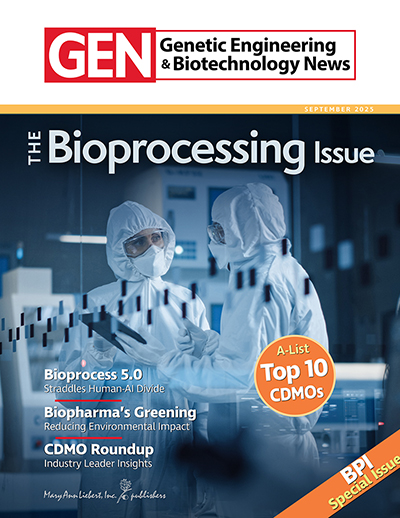 GEN
Genetic Engineering
& Biotechnology News
SEPTEMBER 2025
THE Bioprocessing Issue
A-List
Top 10
CDMOs
Bioprocess 5.0
Straddles Human-AI Divide
Biopharma's Greening
Reducing Environmental Impact
CDMO Roundup
Industry Leader Insights
Mary Ann Liebert, Inc. publishers
BPI
Special Issue